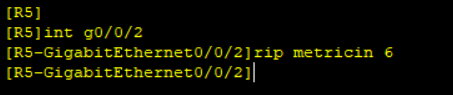 [R5]
[R5]int g0/0/2
[R5-GigabitEthernet0/0/2]rip metricin 6
[R5-GigabitEthernet0/0/2]